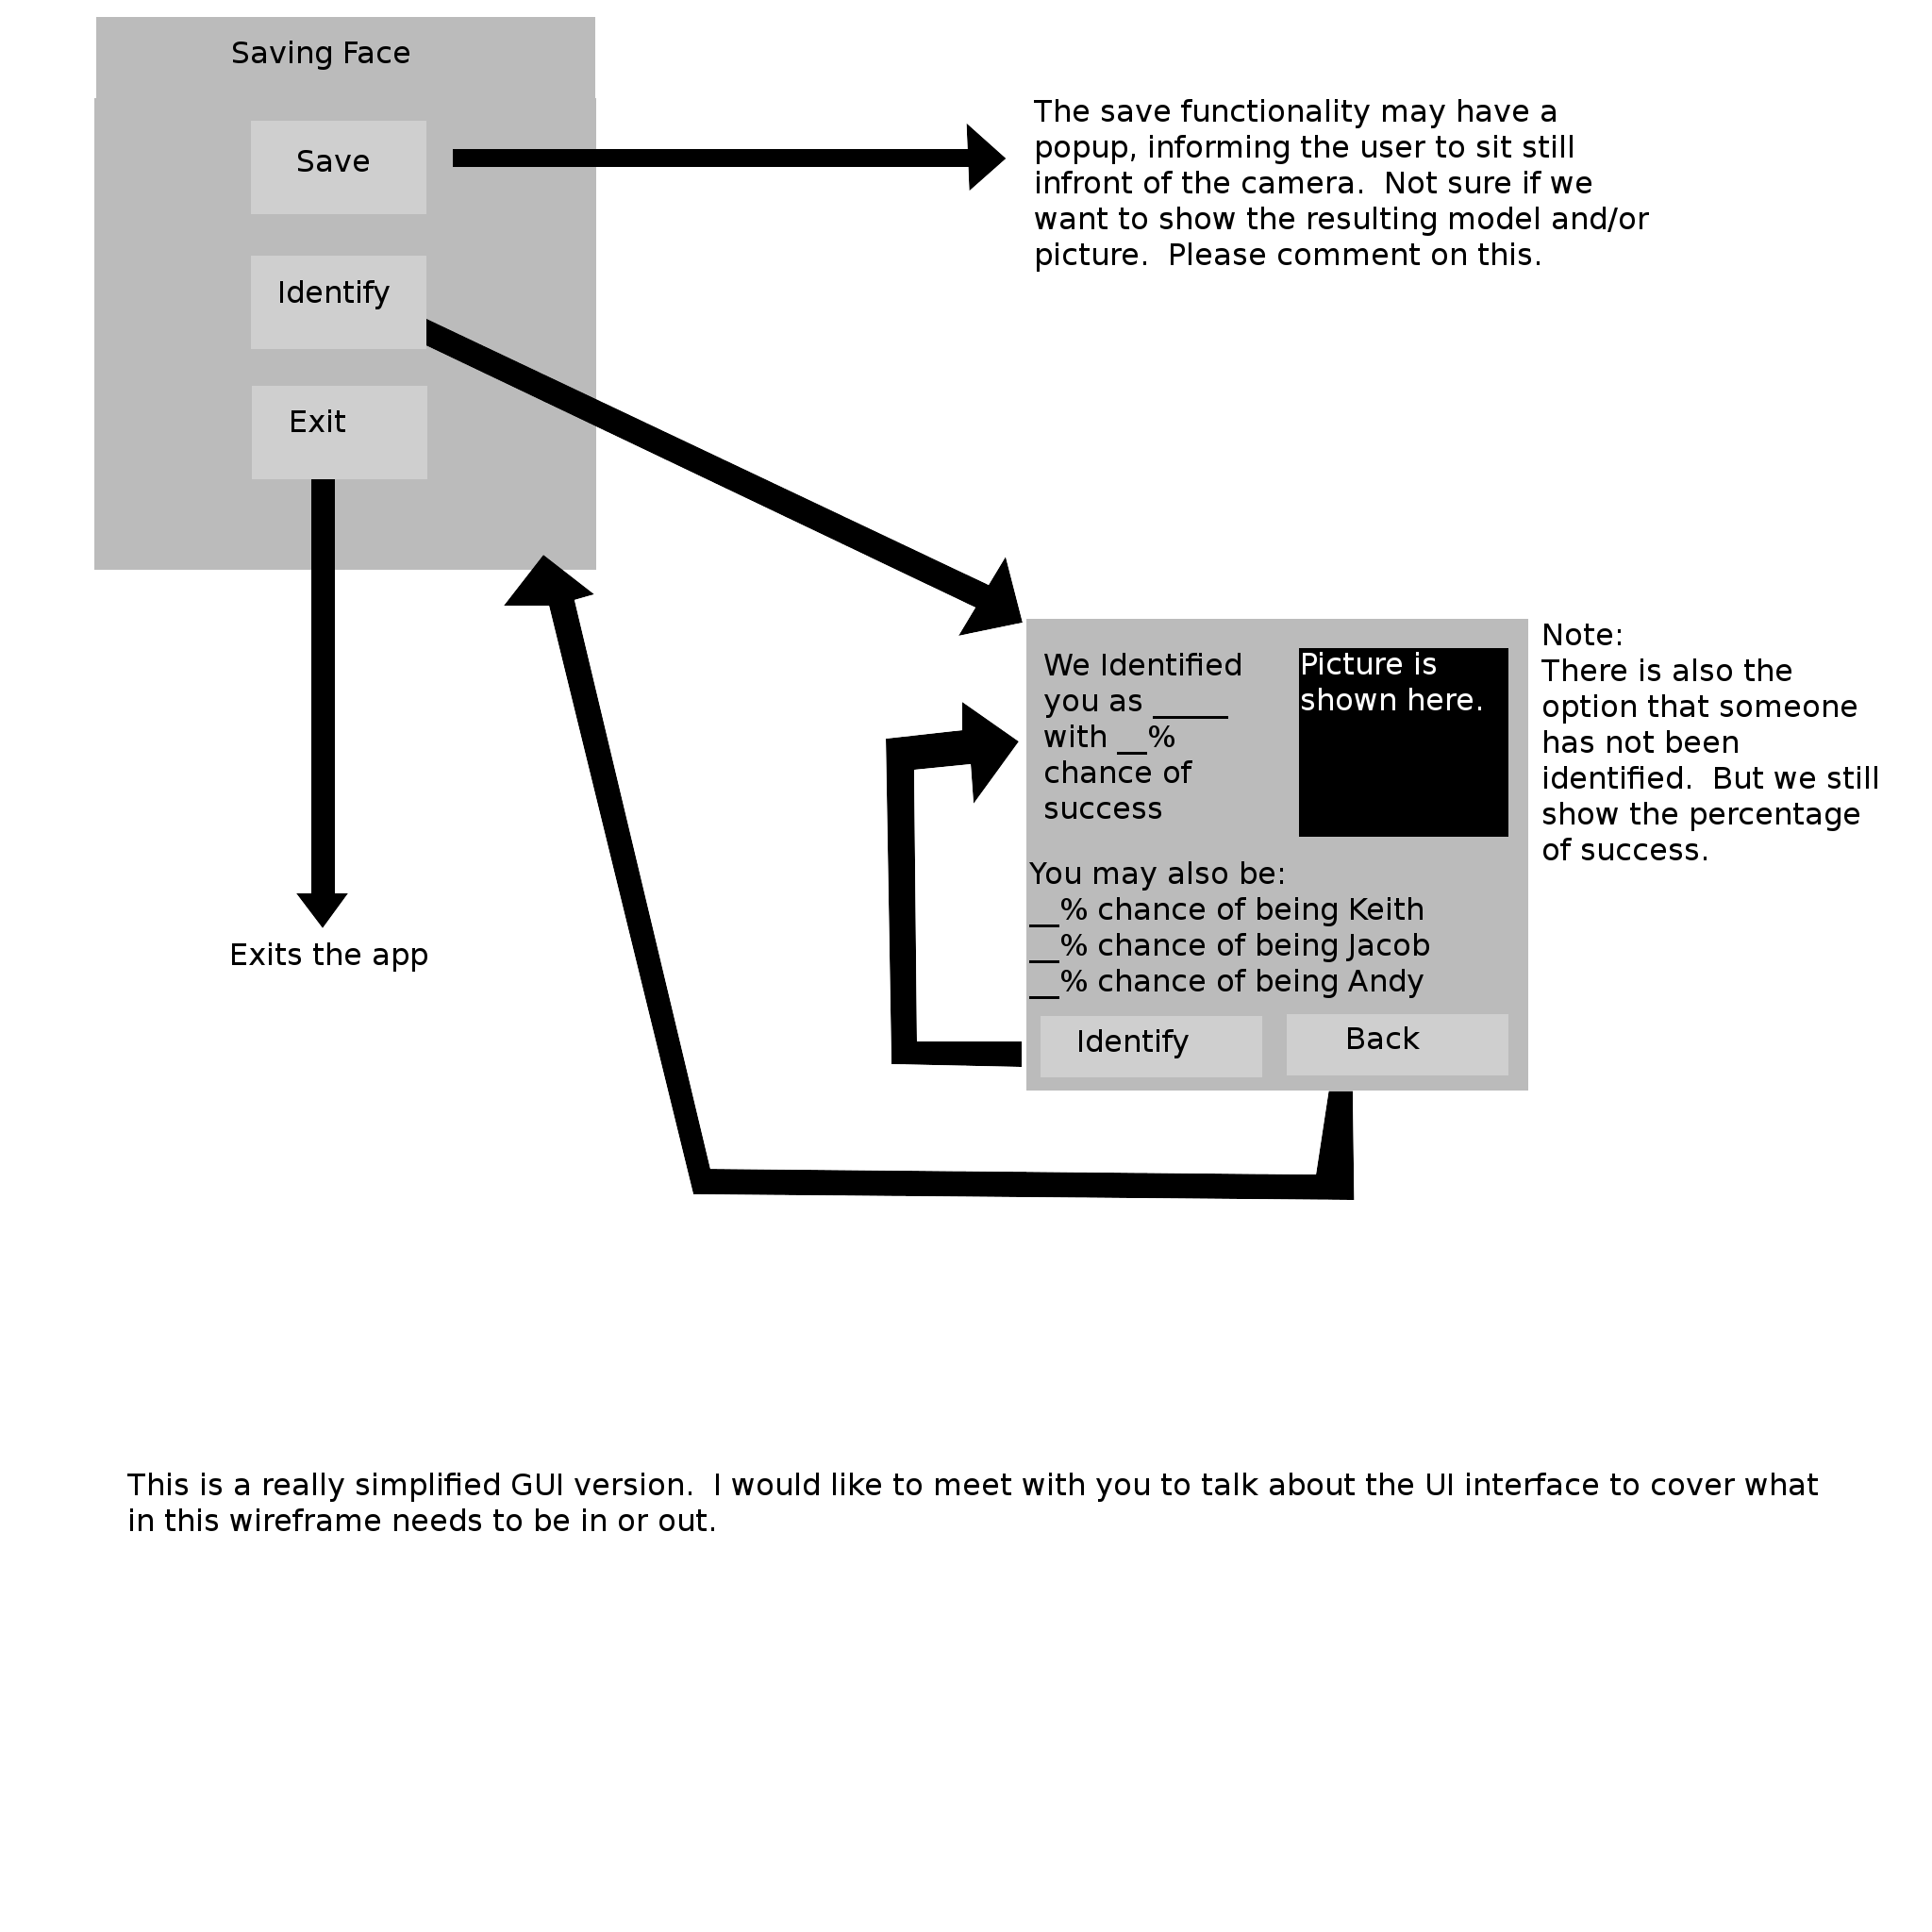 Saving Face
Save
The save functionality may have a
popup, informing the user to sit still
infront of the camera.  Not sure if we
want to show the resulting model and/or
picture.  Please comment on this.
Identify
Exit
Exits the app
We Identified
you as _____
with __%
chance of
success
Picture is
shown here.
You may also be:
__% chance of being Keith
__% chance of being Jacob
__% chance of being Andy
Identify
Back
Note:
There is also the
option that someone
has not been
identified.  But we still
show the percentage
of success.
This is a really simplified GUI version.  I would like to meet with you to talk about the UI interface to cover what
in this wireframe needs to be in or out.